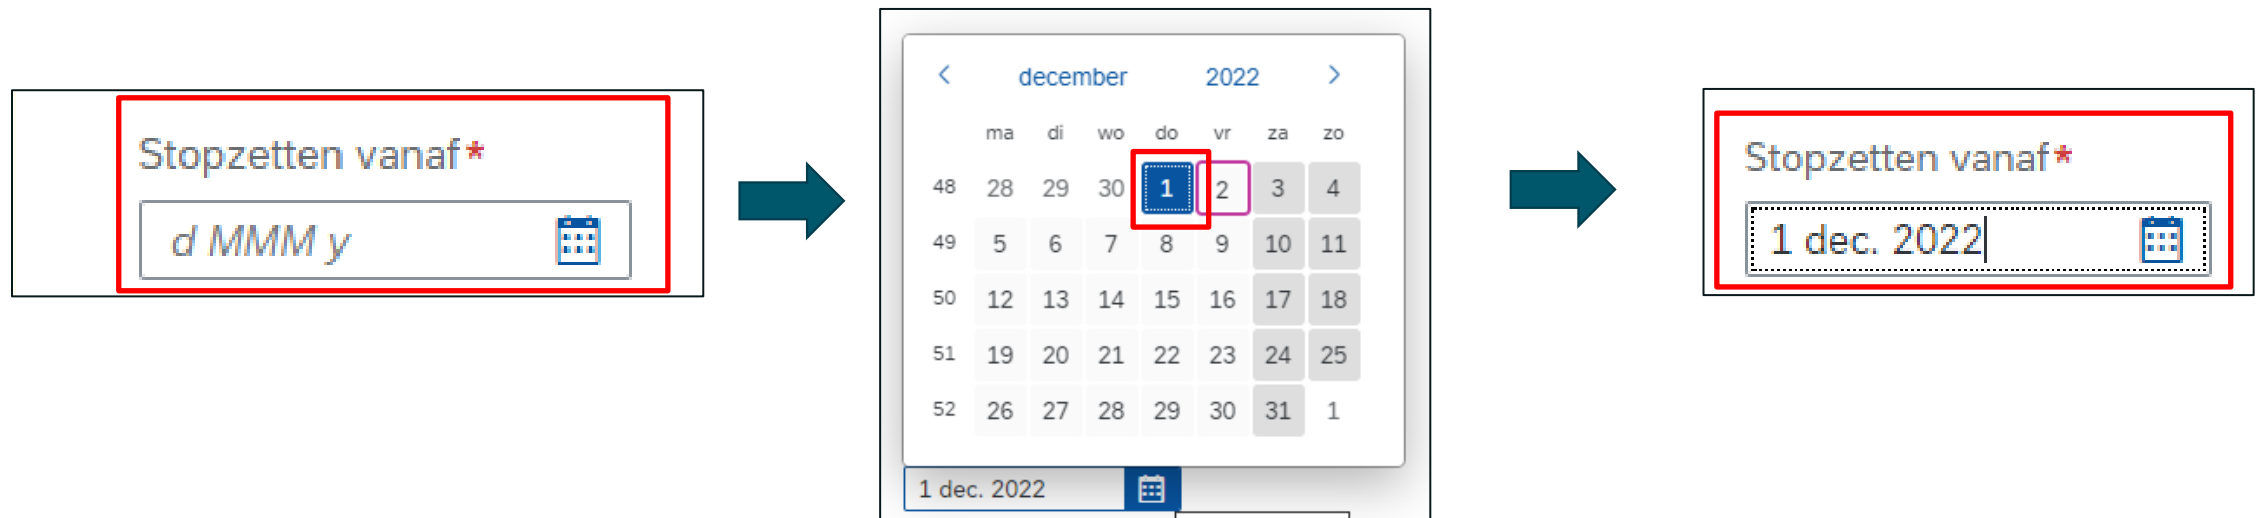 Stopzetten vanaf*
d MMM y
december 2022
ma di wo do vr za zo
48 28 29 30 1 2 3 4
49 5 6 7 8 9 10 11
50 12 13 14 15 16 17 18
51 19 20 21 22 23 24 25
52 26 27 28 29 30 31 1
1 dec. 2022
Stopzetten vanaf*
1 dec. 2022